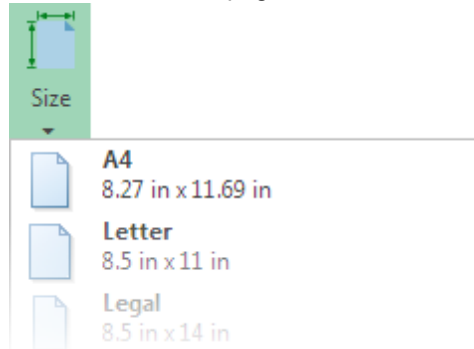 Size
A4
8.27 in x 11.69 in
Letter
8.5 in x 11 in
Legal
8.5 in x 14 in